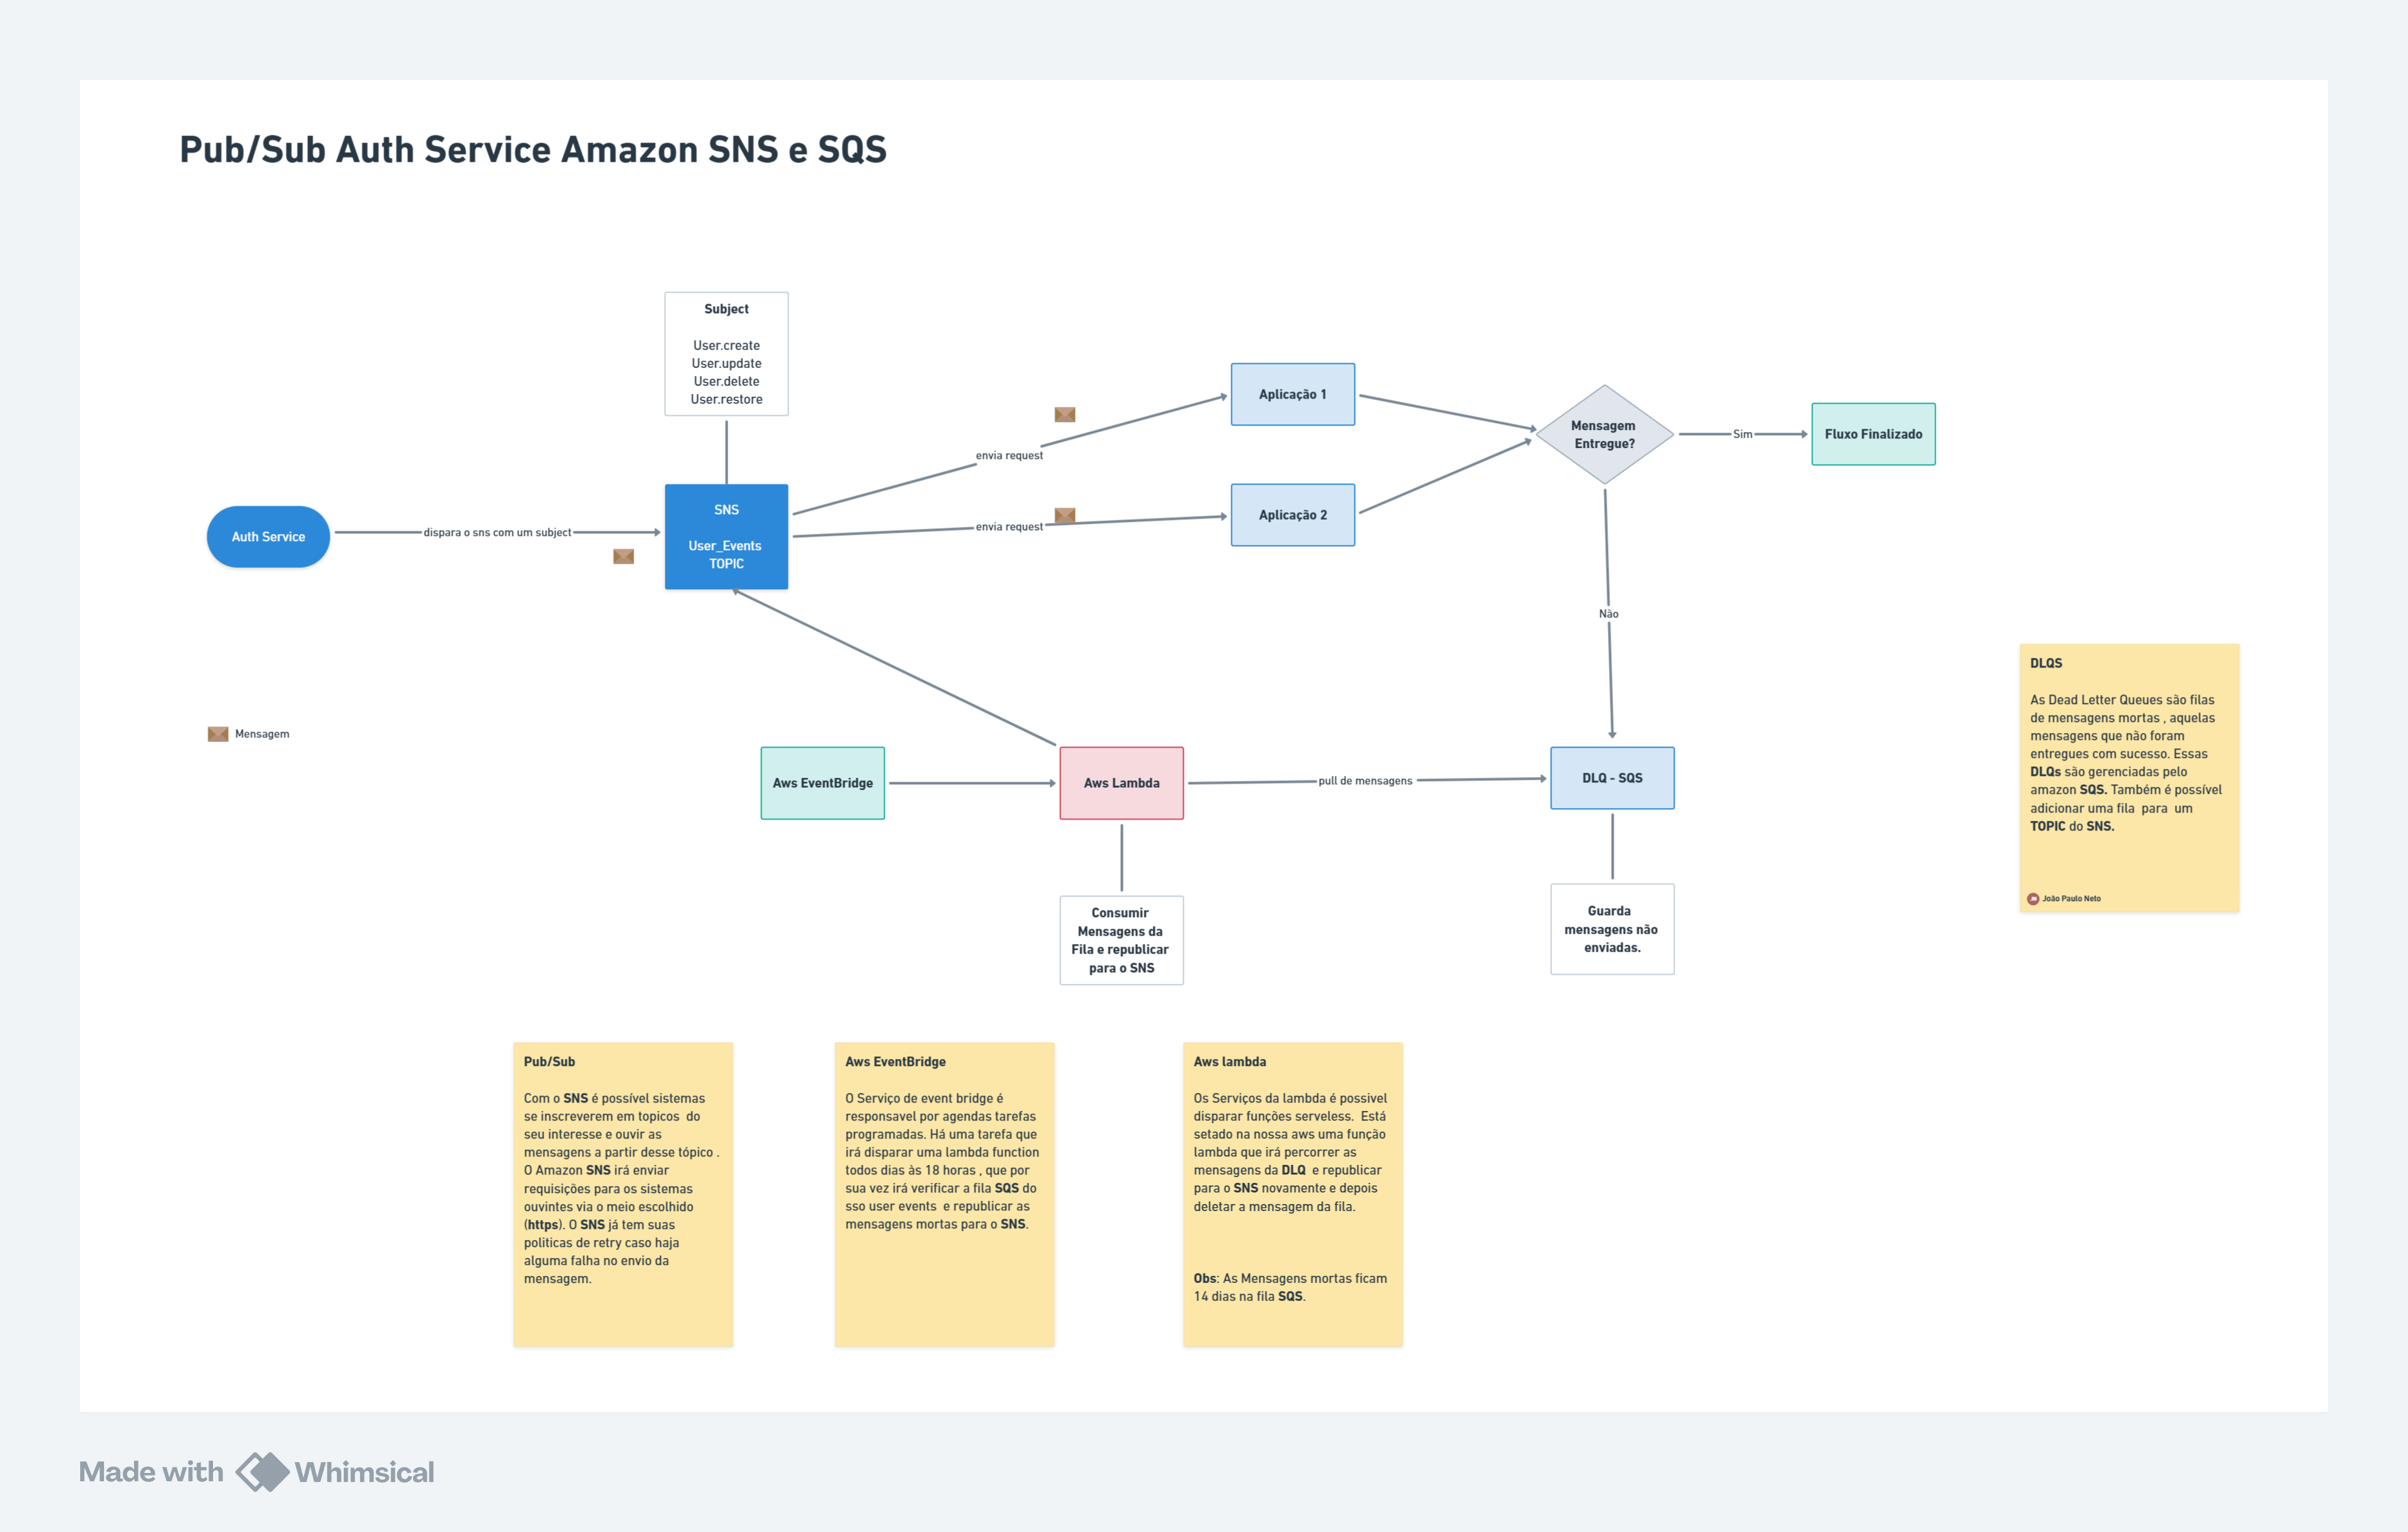 Pub/Sub Auth Service Amazon SNS e SQS
Subject
User.create
User.update
User.delete
User.restore
Auth Service
dispara o sns com um subject
SNS
User_Events
TOPIC
envia request
envia request
Aplicação 1
Aplicação 2
Mensagem
Entregue?
Sim
Fluxo Finalizado
Não
Mensagem
Aws EventBridge
Aws Lambda
pull de mensagens
DLQ - SQS
Consumir
Mensagens da
Fila e republicar
para o SNS
Guarda
mensagens não
enviadas.
DLQS
As Dead Letter Queues são filas
de mensagens mortas , aquelas
mensagens que não foram
entregues com sucesso. Essas
DLQs são gerenciadas pelo
amazon SQS. Também é possível
adicionar uma fila  para  um
TOPIC do SNS.
João Paulo Neto
Pub/Sub
Com o SNS é possível sistemas
se inscreverem em topicos  do
seu interesse e ouvir as
mensagens a partir desse tópico .
O Amazon SNS irá enviar
requisições para os sistemas
ouvintes via o meio escolhido
(https). O SNS já tem suas
politicas de retry caso haja
alguma falha no envio da
mensagem.
Aws EventBridge
O Serviço de event bridge é
responsavel por agendas tarefas
programadas. Há uma tarefa que
irá disparar uma lambda function
todos dias às 18 horas , que por
sua vez irá verificar a fila SQS do
sso user events  e republicar as
mensagens mortas para o SNS.
Aws lambda
Os Serviços da lambda é possivel
disparar funções serveless.  Está
setado na nossa aws uma função
lambda que irá percorrer as
mensagens da DLQ  e republicar
para o SNS novamente e depois
deletar a mensagem da fila.
Obs: As Mensagens mortas ficam
14 dias na fila SQS.
Made with Whimsical